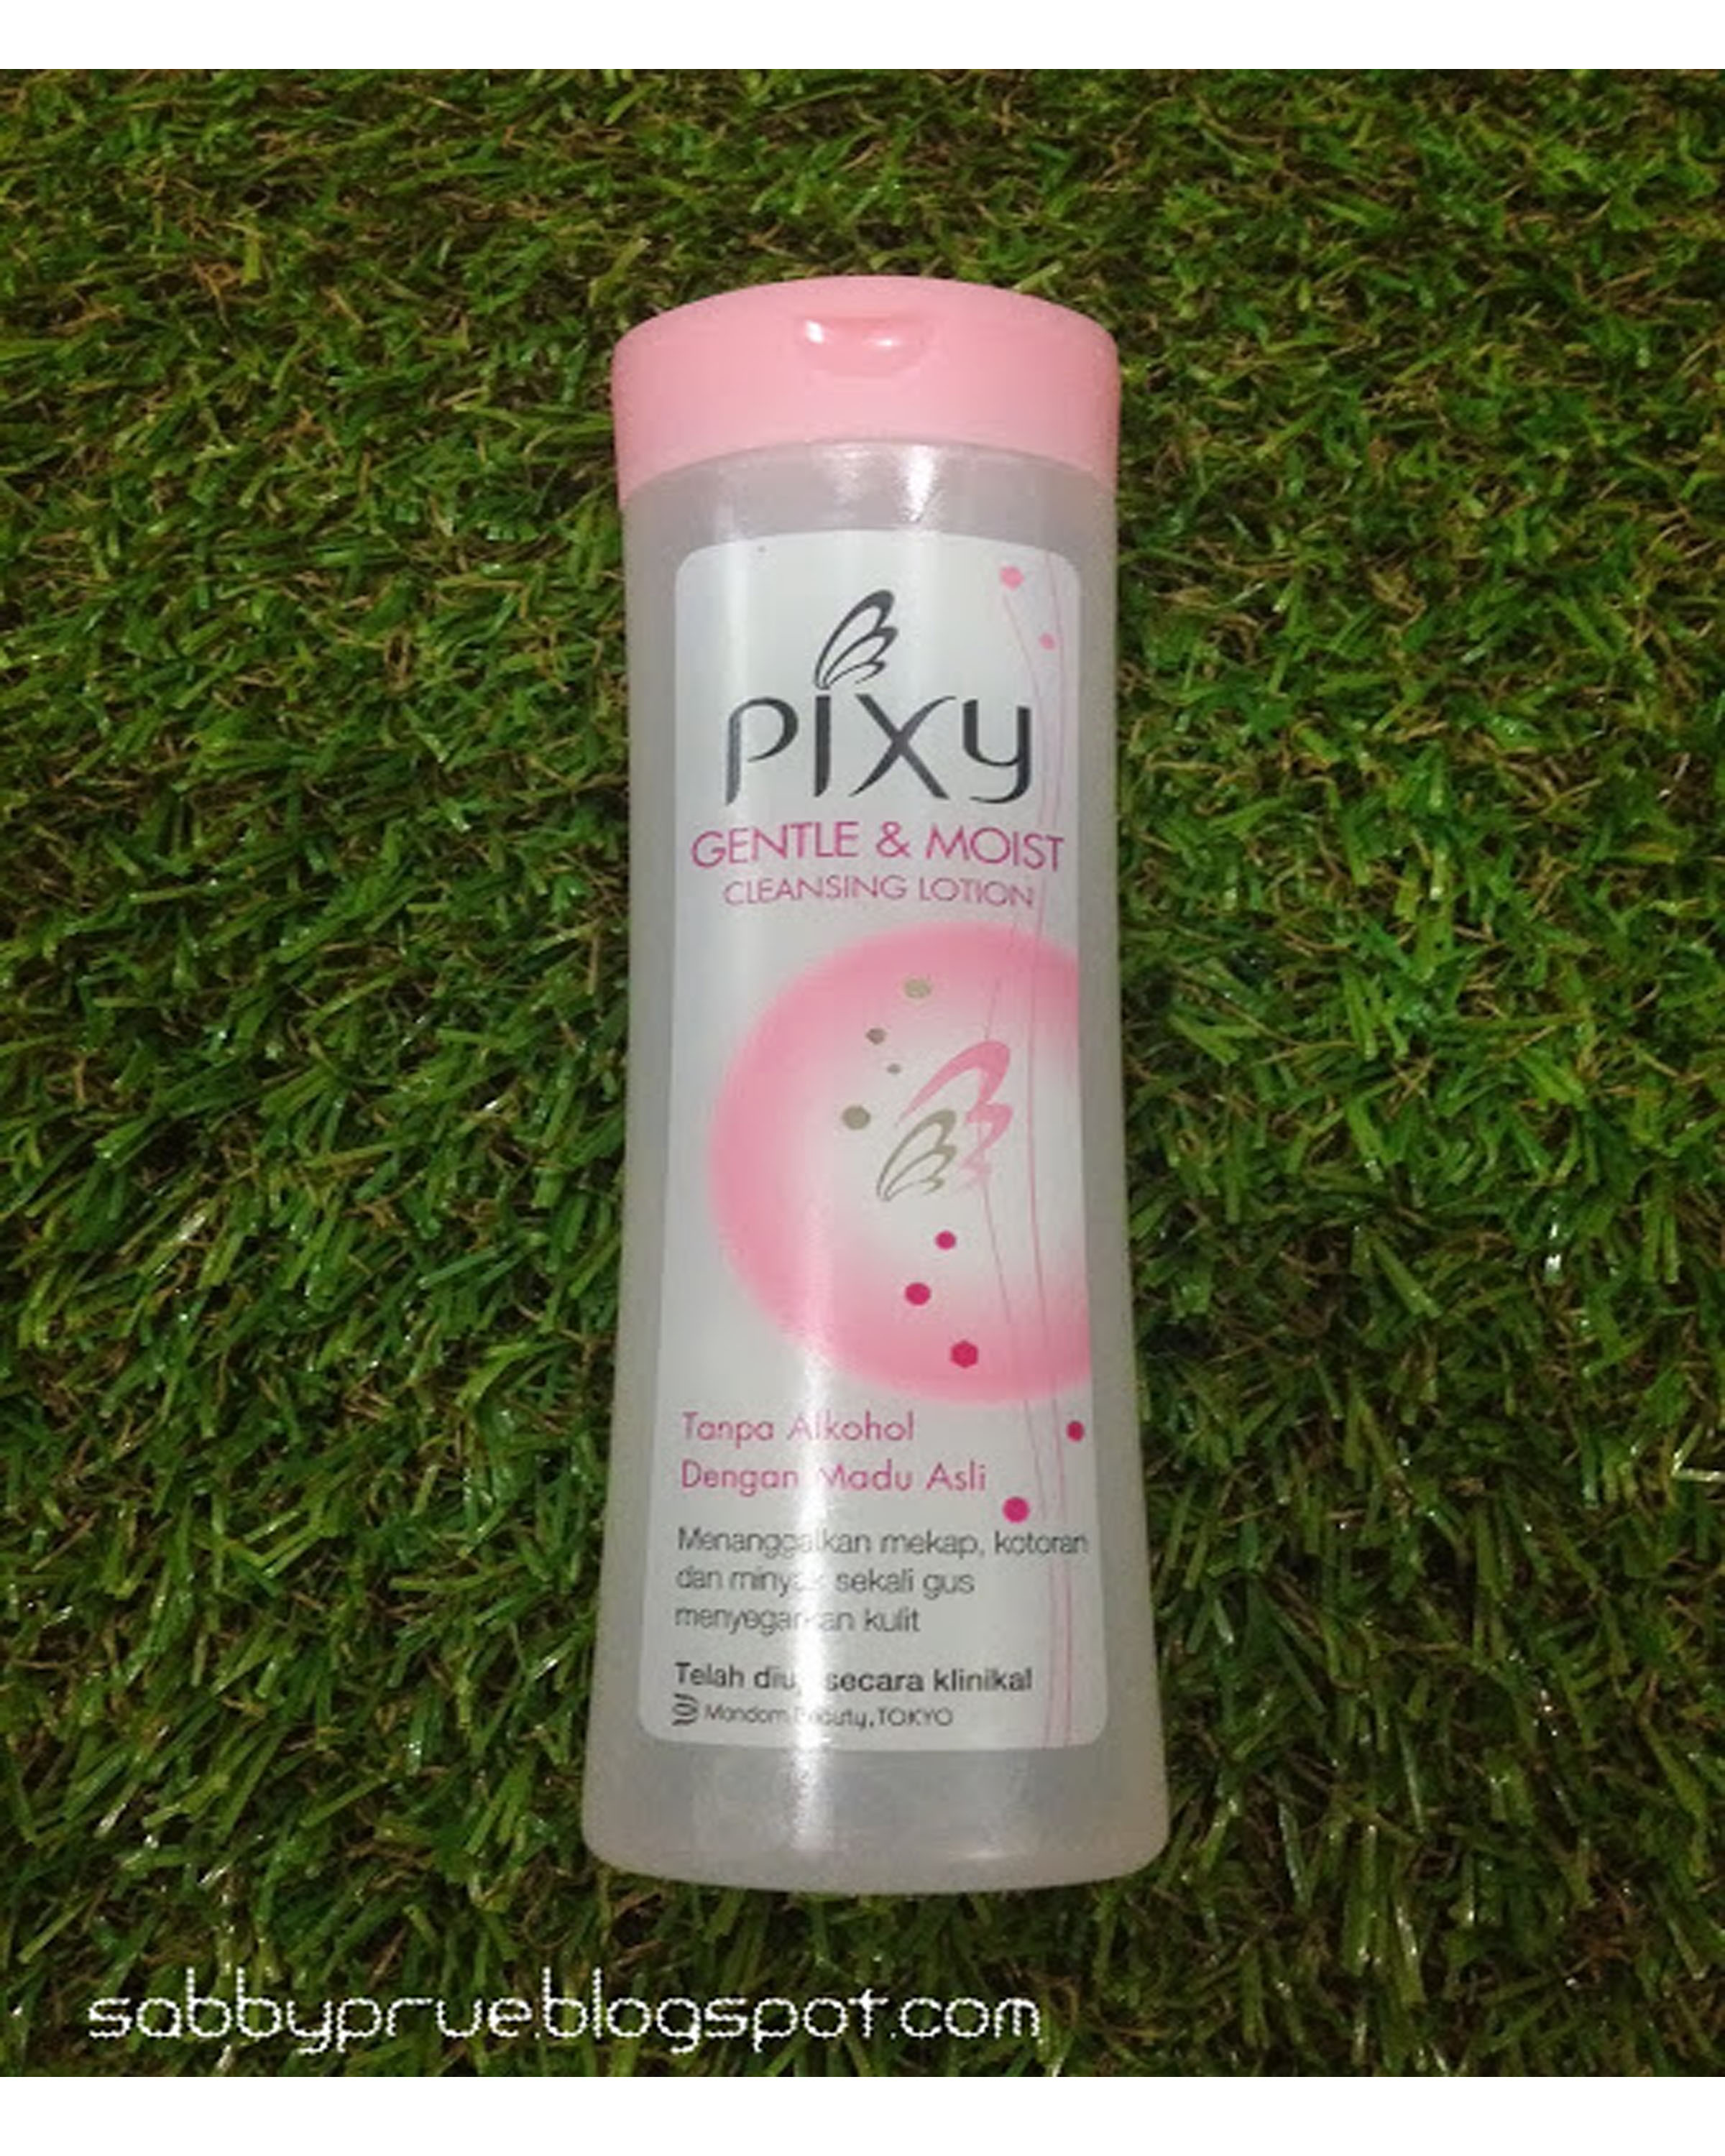 PIXY
GENTLE & MOIST
CLEANSING LOTION
Tanpa Alkohol
Dengan Madu Asli
Menanggalkan mekap, kotoran
dan minyak sekali gus
menyegarkan kulit
Telah diuji secara klinikal
Mandom Beauty, TOKYO
sabbyprue.blogspot.com